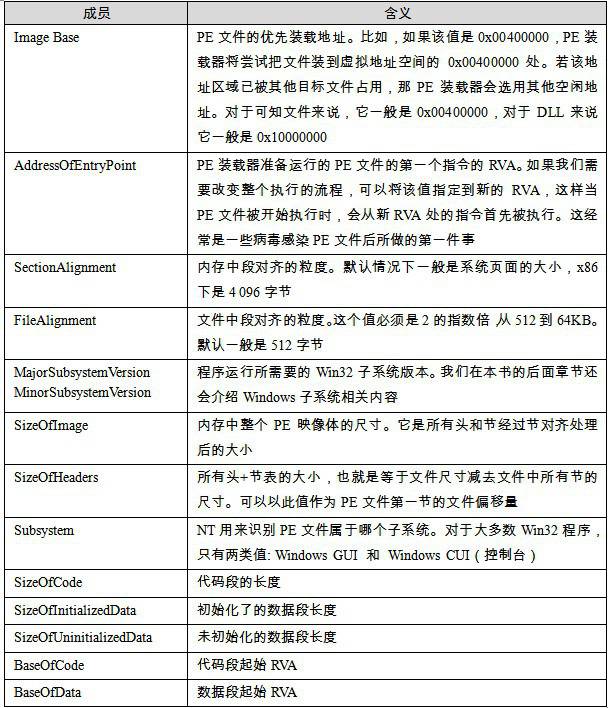 成员 含义
Image Base PE 文件的优先装载地址。比如，如果该值是 0x00400000，PE 装
载器将尝试把文件装到虚拟地址空间的 0x00400000 处。若该地
址区域已被其他目标文件占用，那 PE 装载器会选用其他空闲地
址。对于可知文件来说，它一般是 0x00400000，对于 DLL 来说
它一般是 0x10000000
AddressOfEntryPoint PE 装载器准备运行的 PE 文件的第一个指令的 RVA。如果我们需
要改变整个执行的流程，可以将该值指定到新的 RVA，这样当
PE 文件被开始执行时，会从新 RVA 处的指令首先被执行。这经
常是一些病毒感染 PE 文件后所做的第一件事
SectionAlignment 内存中段对齐的粒度。默认情况下一般是系统页面的大小，x86
下是 4 096 字节
FileAlignment 文件中段对齐的粒度。这个值必须是 2 的指数倍 从 512 到 64KB。
默认一般是 512 字节
MajorSubsystemVersion 程序运行所需要的 Win32 子系统版本。我们在本书的后面章节还
MinorSubsystemVersion 会介绍 Windows 子系统相关内容
SizeOfImage 内存中整个 PE 映像体的尺寸。它是所有头和节经过节对齐处理
后的大小
SizeOfHeaders 所有头+节表的大小，也就是等于文件尺寸减去文件中所有节的
尺寸。可以以此值作为 PE 文件第一节的文件偏移量
Subsystem NT 用来识别 PE 文件属于哪个子系统。对于大多数 Win32 程序，
只有两类值: Windows GUI 和 Windows CUI（控制台）
SizeOfCode 代码段的长度
SizeOfInitializedData 初始化了的数据段长度
SizeOfUninitializedData 未初始化的数据段长度
BaseOfCode 代码段起始 RVA
BaseOfData 数据段起始 RVA